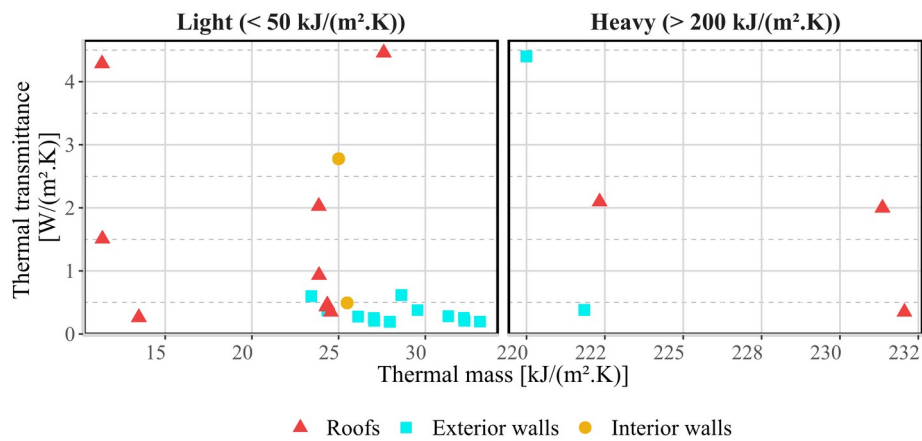 Light (< 50 kJ/(m².K)) Heavy (> 200 kJ/(m².K))
Thermal transmittance
[W/(m².K)]
4
3
2
1
0
15 20 25 30 220 222 225 228 230 232
Thermal mass [kJ/(m².K)]
Roofs Exterior walls Interior walls